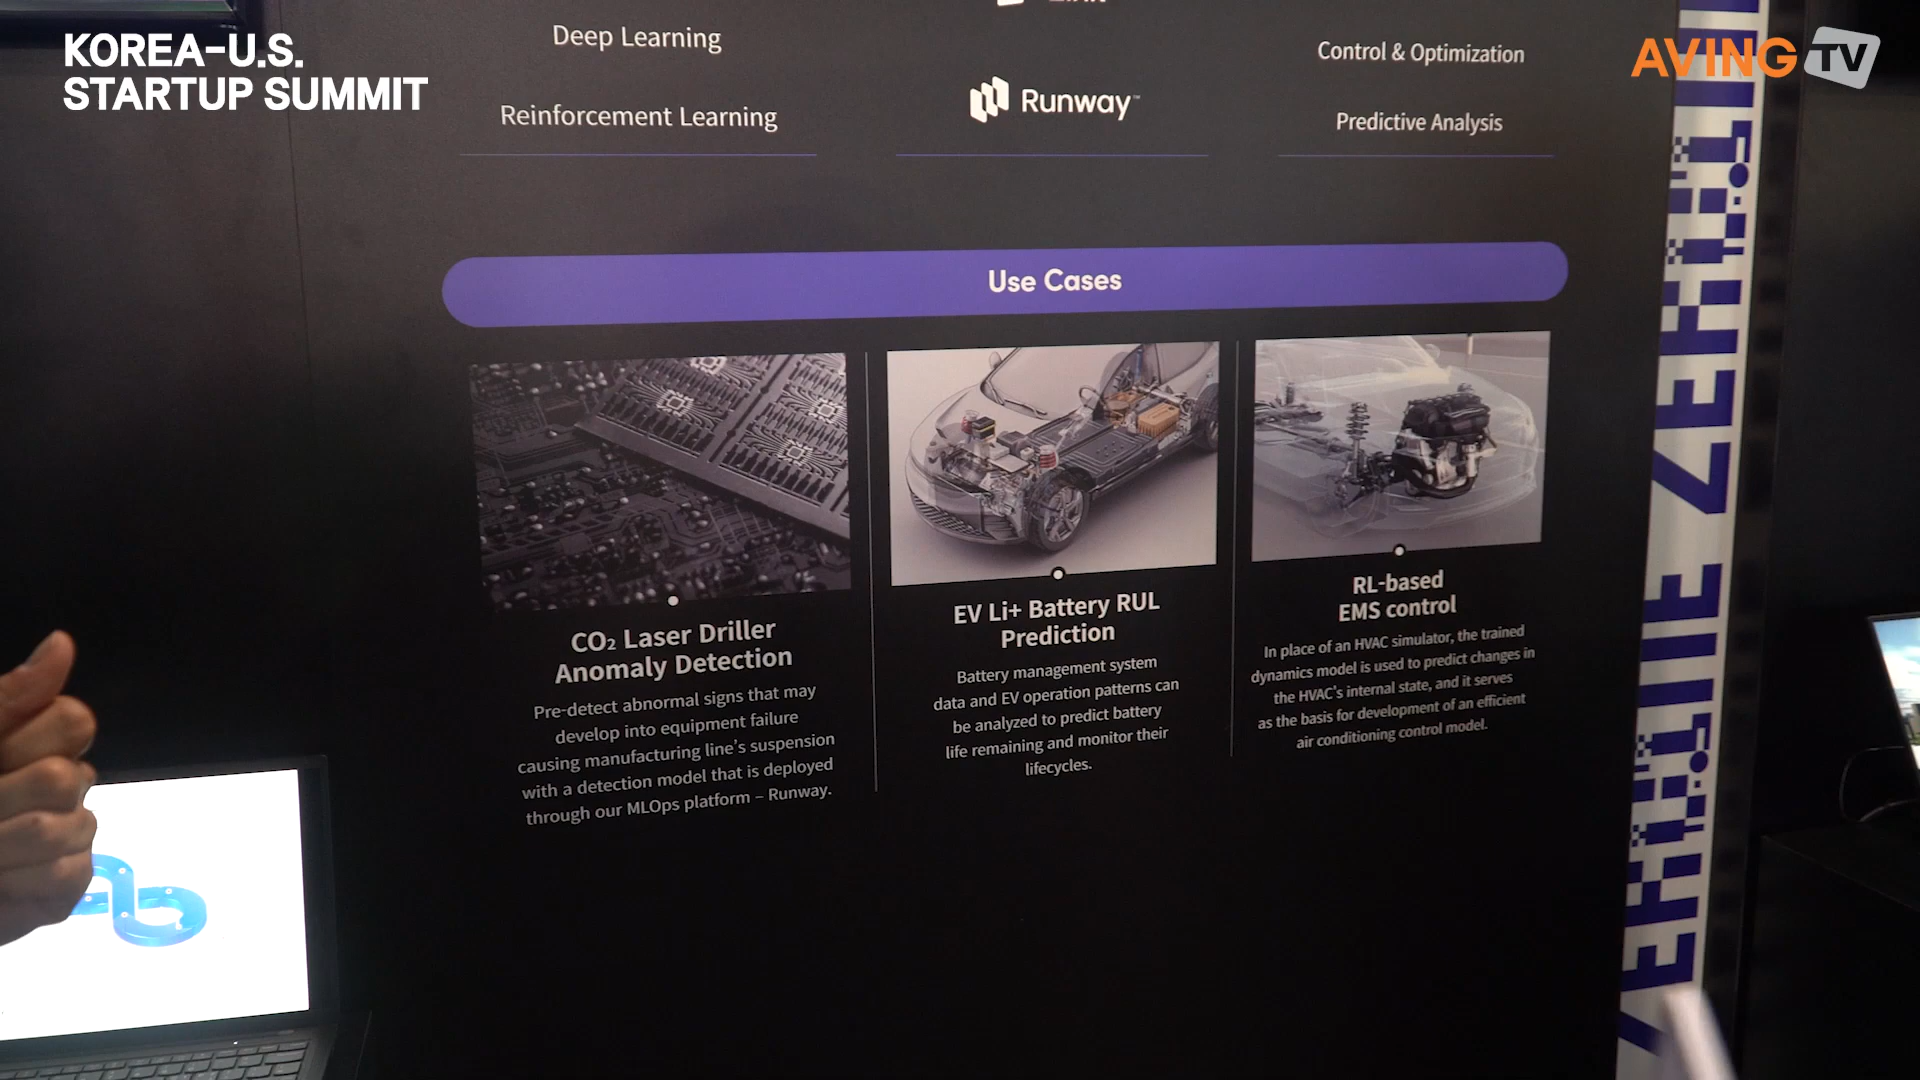 KOREA-U.S.
STARTUP SUMMIT
AVING TV
Deep Learning
Reinforcement Learning
Runway™
Control & Optimization
Predictive Analysis
Use Cases
CO₂ Laser Driller
Anomaly Detection
Pre-detect abnormal signs that may
develop into equipment failure
causing manufacturing line's suspension
with a detection model that is deployed
through our MLOps platform – Runway.
EV Li+ Battery RUL
Prediction
Battery management system
data and EV operation patterns can
be analyzed to predict battery
life remaining and monitor their
lifecycles.
RL-based
EMS control
In place of an HVAC simulator, the trained
dynamics model is used to predict changes in
the HVAC's internal state, and it serves
as the basis for development of an efficient
air conditioning control model.